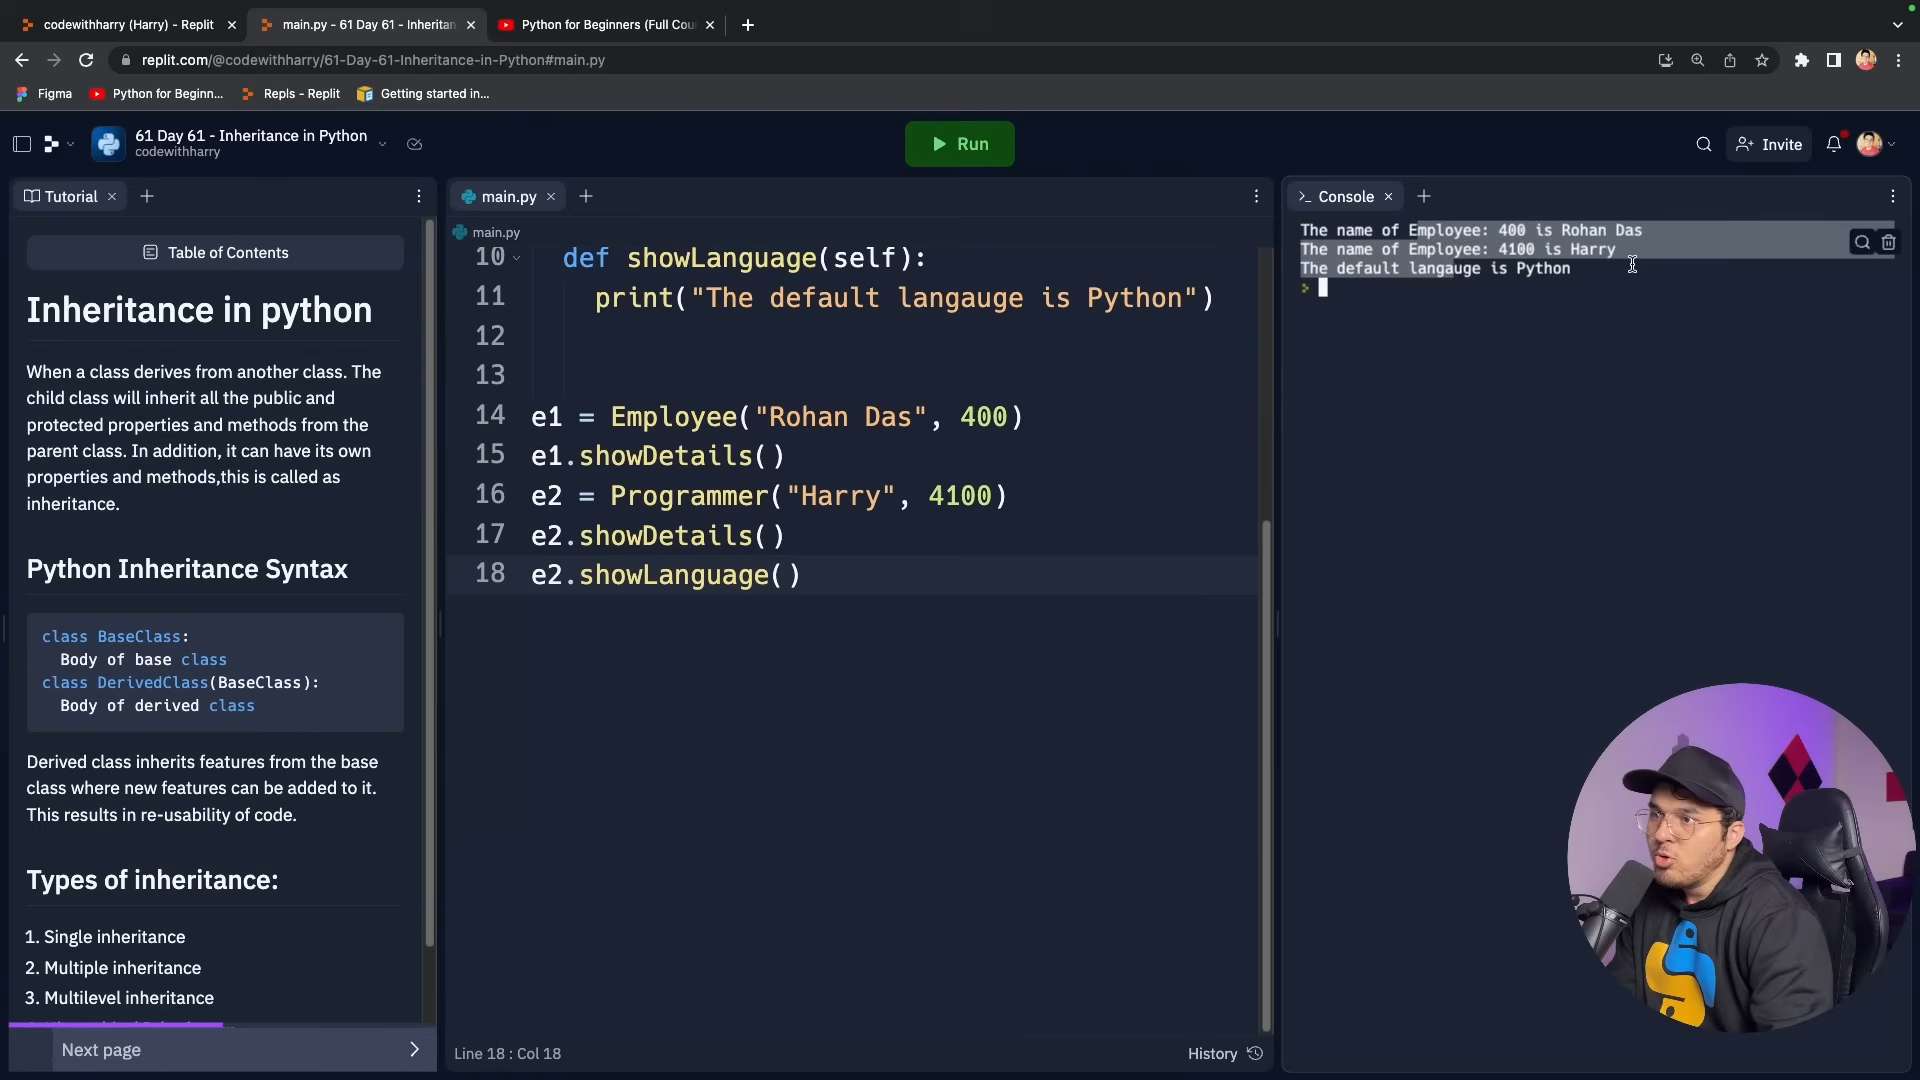 codewithharry (Harry) - Replit
main.py - 61 Day 61 - Inheritan
Python for Beginners (Full Cou
replit.com/@codewithharry/61-Day-61-Inheritance-in-Python#main.py
Figma
Python for Beginn...
Repls - Replit
Getting started in...
61 Day 61 - Inheritance in Python
codewithharry
Run
Invite
Tutorial
Table of Contents
Inheritance in python
When a class derives from another class. The
child class will inherit all the public and
protected properties and methods from the
parent class. In addition, it can have its own
properties and methods,this is called as
inheritance.
Python Inheritance Syntax
class BaseClass:
Body of base class
class DerivedClass(BaseClass):
Body of derived class
Derived class inherits features from the base
class where new features can be added to it.
This results in re-usability of code.
Types of inheritance:
1. Single inheritance
2. Multiple inheritance
3. Multilevel inheritance
Next page
main.py
main.py
10 def showLanguage(self):
11 print("The default langauge is Python")
12
13
14 e1 = Employee("Rohan Das", 400)
15 e1.showDetails()
16 e2 = Programmer("Harry", 4100)
17 e2.showDetails()
18 e2.showLanguage()
Line 18 : Col 18
History
Console
The name of Employee: 400 is Rohan Das
The name of Employee: 4100 is Harry
The default langauge is Python